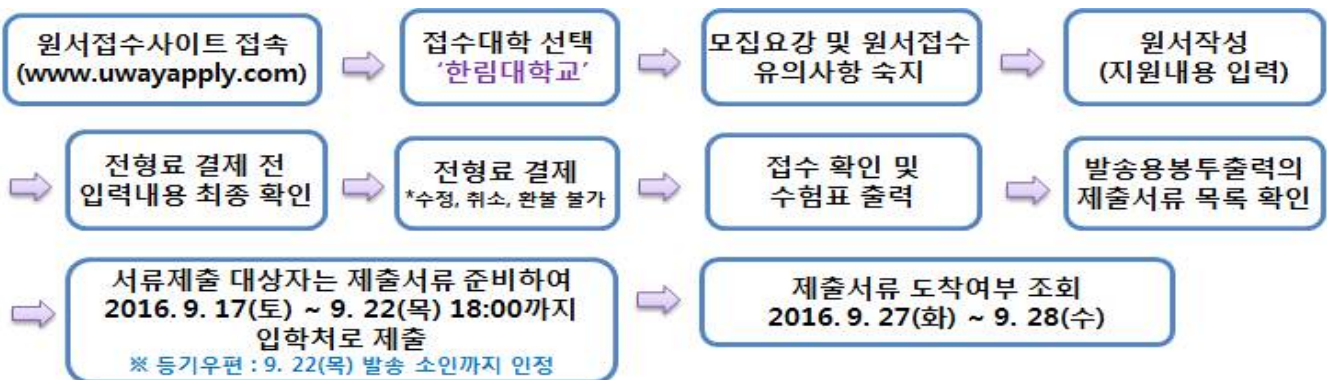 원서접수사이트 접속
(www.uwayapply.com)
접수대학 선택
‘한림대학교’
모집요강 및 원서접수
유의사항 숙지
원서작성
(지원내용 입력)
전형료 결제 전
입력내용 최종 확인
전형료 결제
*수정, 취소, 환불 불가
접수 확인 및
수험표 출력
발송용봉투출력의
제출서류 목록 확인
서류제출 대상자는 제출서류 준비하여
2016. 9. 17(토) ~ 9. 22(목) 18:00까지
입학처로 제출
※ 등기우편 : 9. 22(목) 발송 소인까지 인정
제출서류 도착여부 조회
2016. 9. 27(화) ~ 9. 28(수)